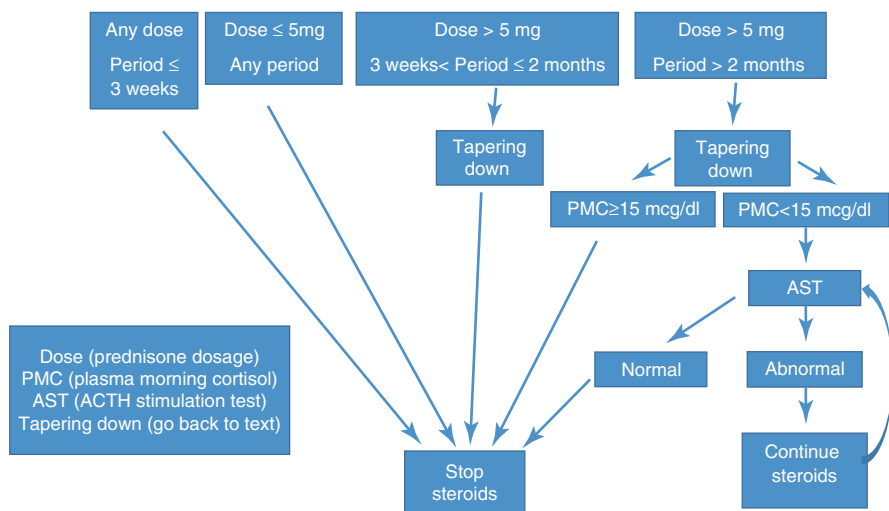 Any dose
Period ≤
3 weeks
Dose ≤ 5mg
Any period
Dose > 5 mg
3 weeks< Period ≤ 2 months
Dose > 5 mg
Period > 2 months
Tapering
down
Tapering
down
PMC≥15 mcg/dl
PMC<15 mcg/dl
AST
Normal
Abnormal
Continue
steroids
Stop
steroids
Dose (prednisone dosage)
PMC (plasma morning cortisol)
AST (ACTH stimulation test)
Tapering down (go back to text)